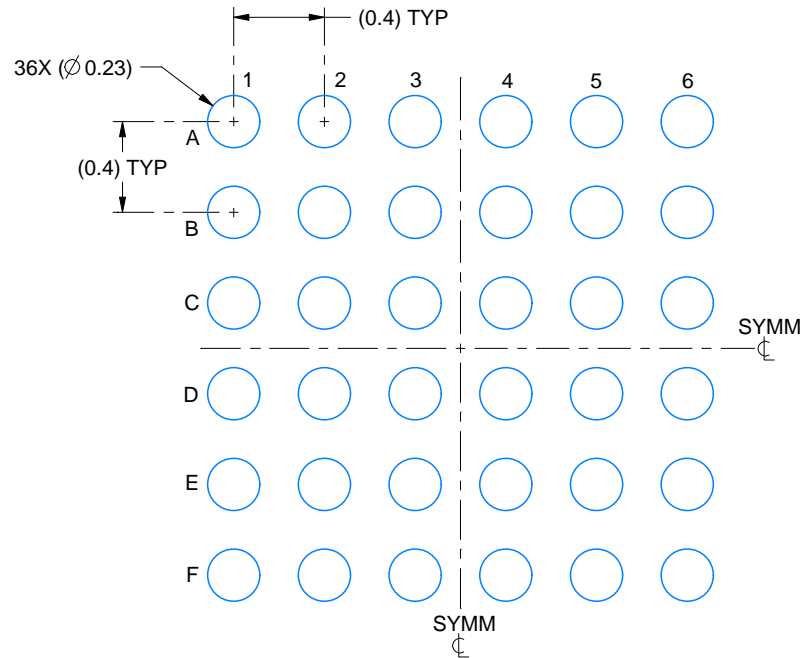 (0.4) TYP
36X (∅ 0.23)
1 2 3 4 5 6
A
(0.4) TYP
B
C
SYMM
℄
D
E
F
SYMM
℄